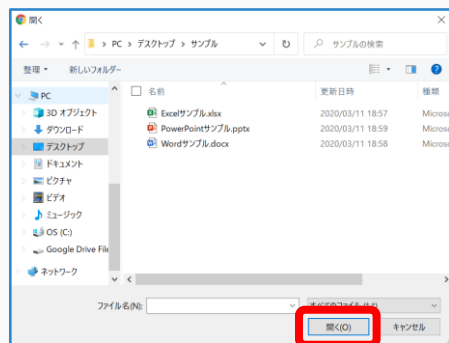 開く
PC › デスクトップ › サンプル
サンプルの検索
整理 新しいフォルダー
名前 更新日時 種類
PC
3D オブジェクト
ダウンロード
デスクトップ
ドキュメント
ピクチャ
ビデオ
ミュージック
OS (C:)
Google Drive File
ネットワーク
Excelサンプル.xlsx 2020/03/11 18:57 Microso
PowerPointサンプル.pptx 2020/03/11 18:59 Microso
Wordサンプル.docx 2020/03/11 18:58 Microso
ファイル名(N):
開く(O) キャンセル